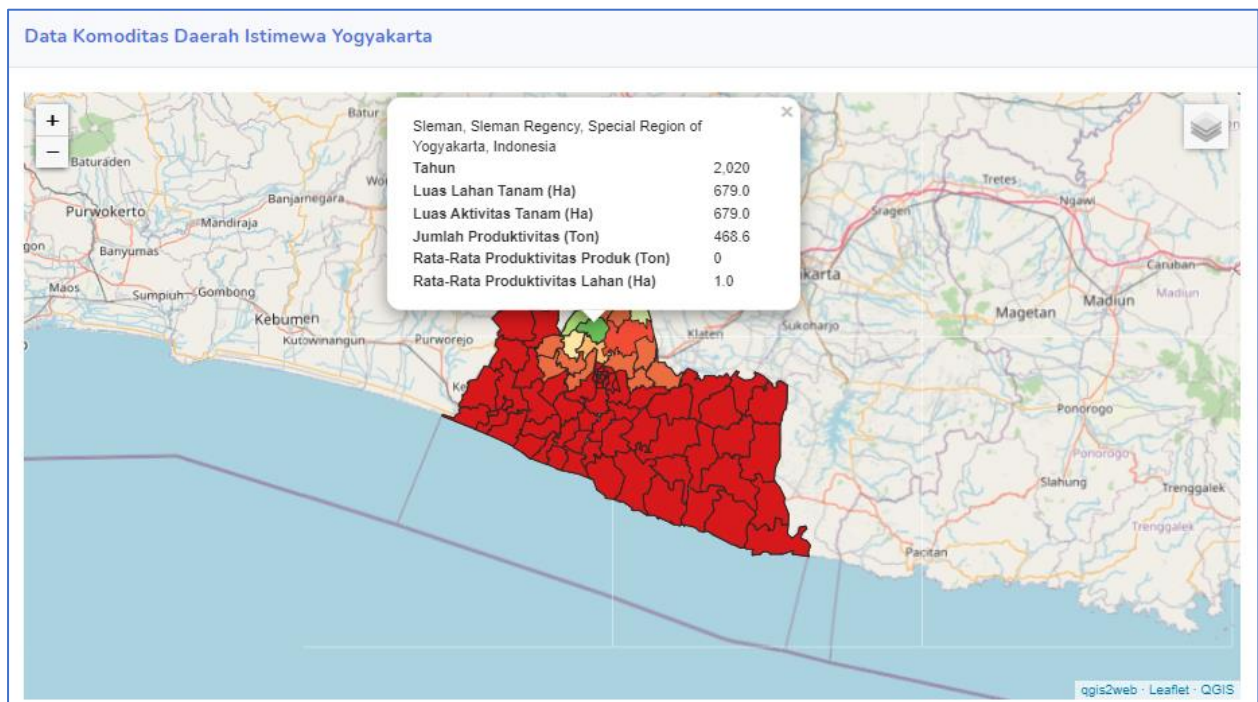 Data Komoditas Daerah Istimewa Yogyakarta
+
−
×
Sleman, Sleman Regency, Special Region of
Yogyakarta, Indonesia
Tahun 2,020
Luas Lahan Tanam (Ha) 679.0
Luas Aktivitas Tanam (Ha) 679.0
Jumlah Produktivitas (Ton) 468.6
Rata-Rata Produktivitas Produk (Ton) 0
Rata-Rata Produktivitas Lahan (Ha) 1.0
Batur
Baturaden
Banjarnegara
Purwokerto
Mandiraja
Banyumas
Maos
Sumpiuh
Gombong
Kebumen
Kutowinangun
Purworejo
Tretes
Ngawi
Sragen
Caruban
Madiun
Madiun
Magetan
Sukoharjo
Klaten
Ponorogo
Ponorogo
Slahung
Trenggalek
Trenggalek
Pacitan
qgis2web · Leaflet · QGIS